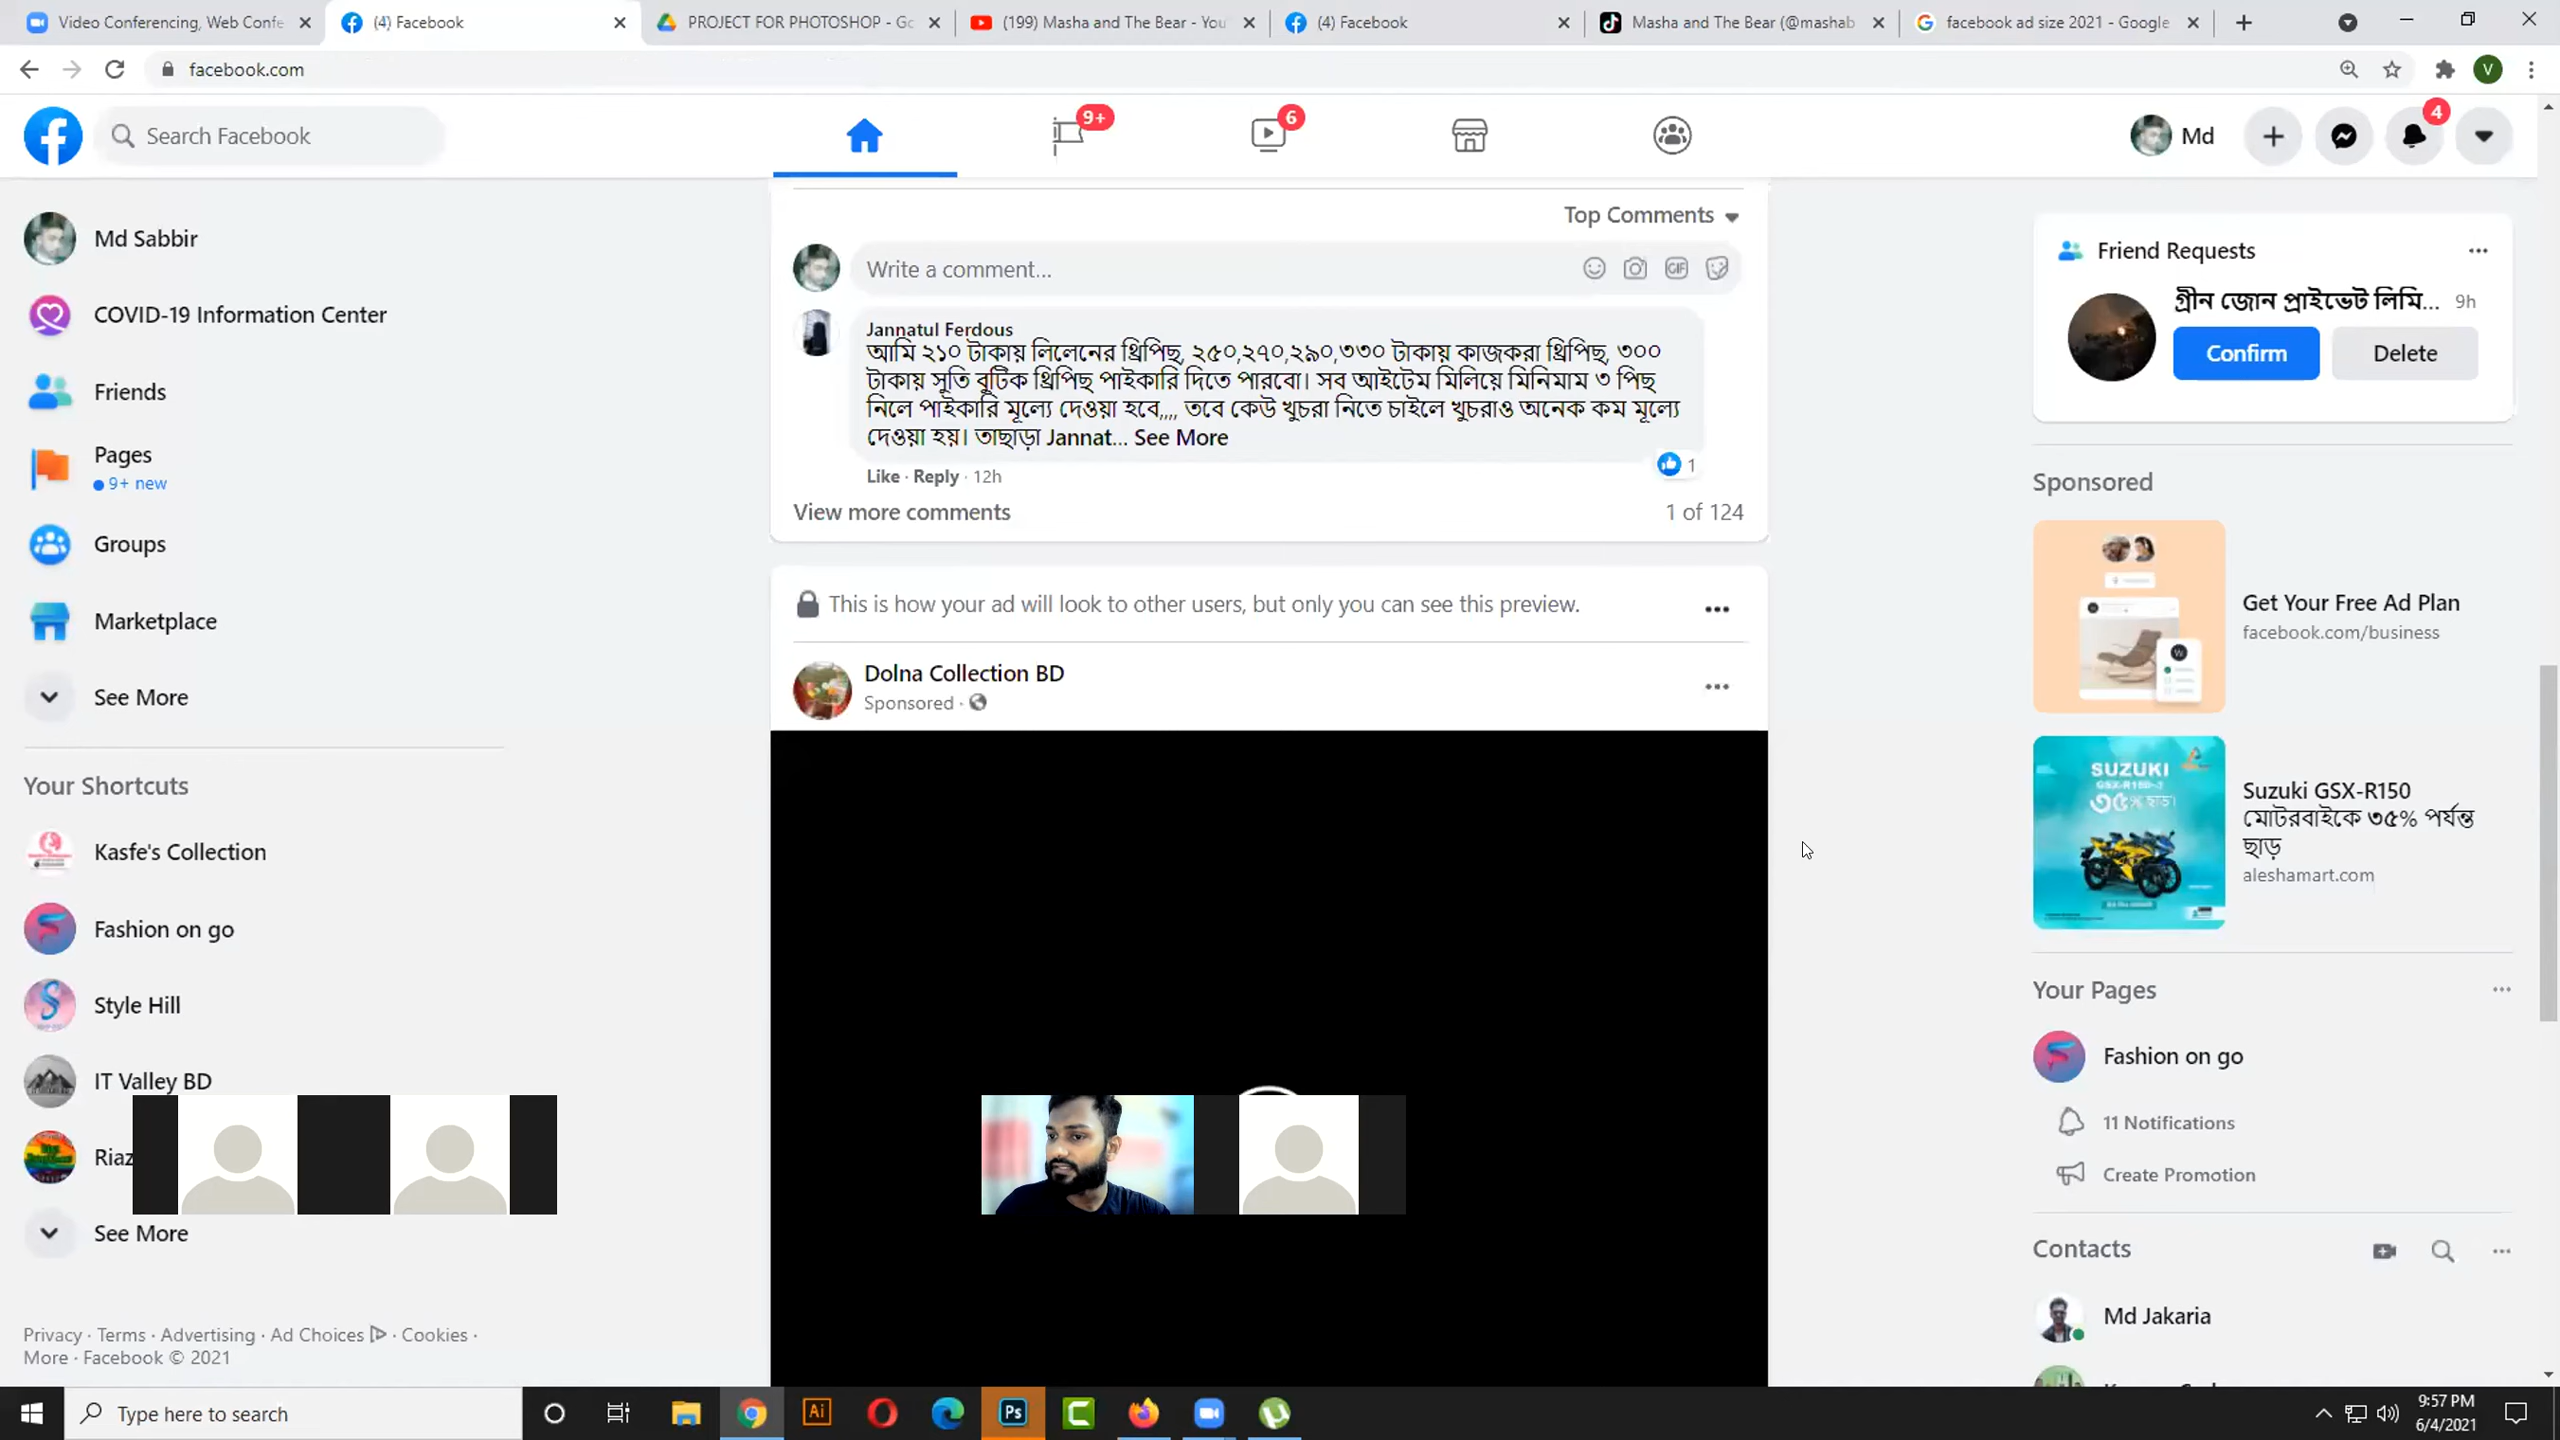 Video Conferencing, Web Confe
(4) Facebook
PROJECT FOR PHOTOSHOP - Gc
(199) Masha and The Bear - You
(4) Facebook
Masha and The Bear (@mashab
facebook ad size 2021 - Google
facebook.com
V
Search Facebook
9+
6
Md
4
Md Sabbir
COVID-19 Information Center
Friends
Pages
9+ new
Groups
Marketplace
See More
Your Shortcuts
Kasfe's Collection
Fashion on go
Style Hill
IT Valley BD
Riaz
See More
Privacy · Terms · Advertising · Ad Choices · Cookies ·
More · Facebook © 2021
Top Comments
Write a comment...
GIF
Jannatul Ferdous
আমি ২১০ টাকায় লিলেনের থ্রিপিছ, ২৫০,২৭০,২৯০,৩৩০ টাকায় কাজকরা থ্রিপিছ, ৩০০
টাকায় সুতি বুটিক থ্রিপিছ পাইকারি দিতে পারবো। সব আইটেম মিলিয়ে মিনিমাম ৩ পিছ
নিলে পাইকারি মূল্যে দেওয়া হবে,,,, তবে কেউ খুচরা নিতে চাইলে খুচরাও অনেক কম মূল্যে
দেওয়া হয়। তাছাড়া Jannat... See More
1
Like · Reply · 12h
View more comments
1 of 124
This is how your ad will look to other users, but only you can see this preview.
Dolna Collection BD
Sponsored ·
Friend Requests
গ্রীন জোন প্রাইভেট লিমি... 9h
Confirm
Delete
Sponsored
Get Your Free Ad Plan
facebook.com/business
SUZUKI
GSX-R150
৩৫% ছাড়!
Suzuki GSX-R150
মোটরবাইকে ৩৫% পর্যন্ত
ছাড়
aleshamart.com
Your Pages
Fashion on go
11 Notifications
Create Promotion
Contacts
Md Jakaria
Type here to search
Ai
Ps
9:57 PM
6/4/2021